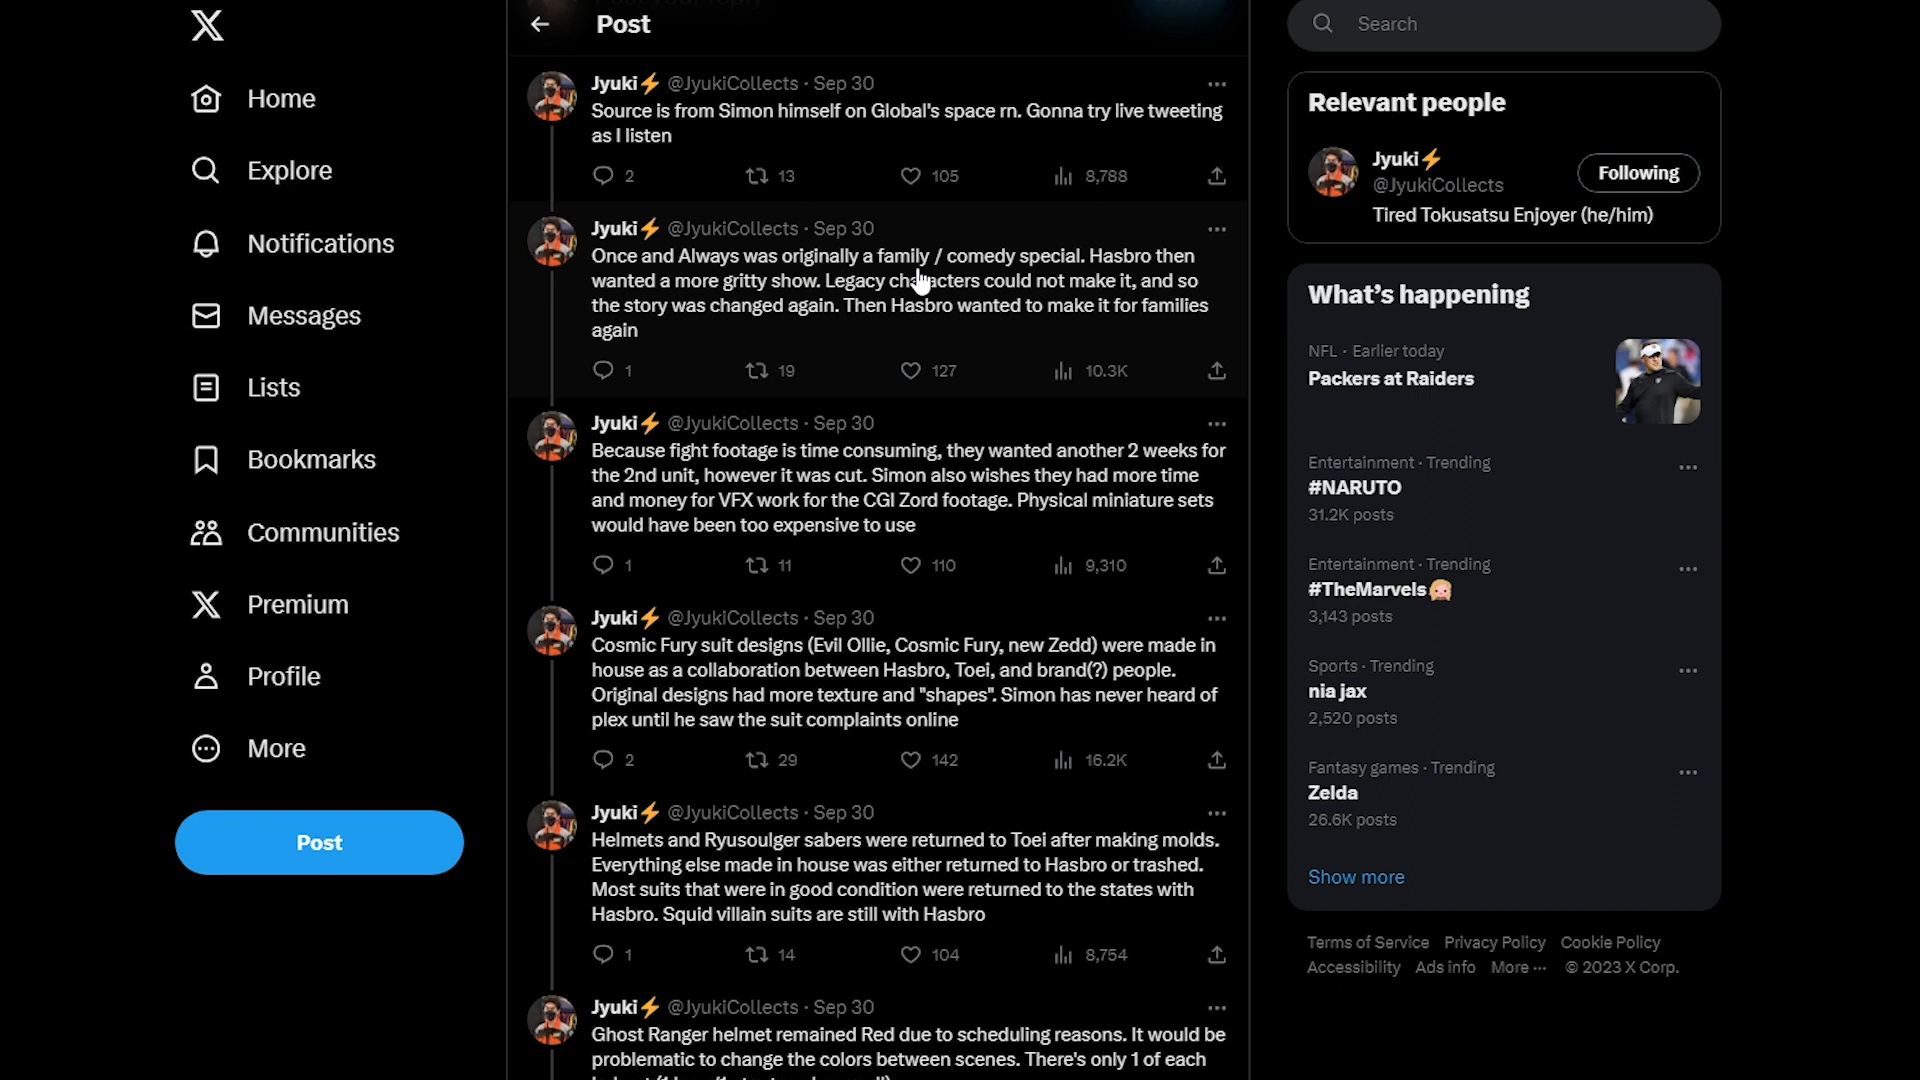 Home
Explore
Notifications
Messages
Lists
Bookmarks
Communities
Premium
Profile
More
Post
Post
Jyuki⚡ @JyukiCollects · Sep 30
Source is from Simon himself on Global's space rn. Gonna try live tweeting
as I listen
2 13 105 8,788
Jyuki⚡ @JyukiCollects · Sep 30
Once and Always was originally a family / comedy special. Hasbro then
wanted a more gritty show. Legacy characters could not make it, and so
the story was changed again. Then Hasbro wanted to make it for families
again
1 19 127 10.3K
Jyuki⚡ @JyukiCollects · Sep 30
Because fight footage is time consuming, they wanted another 2 weeks for
the 2nd unit, however it was cut. Simon also wishes they had more time
and money for VFX work for the CGI Zord footage. Physical miniature sets
would have been too expensive to use
1 11 110 9,310
Jyuki⚡ @JyukiCollects · Sep 30
Cosmic Fury suit designs (Evil Ollie, Cosmic Fury, new Zedd) were made in
house as a collaboration between Hasbro, Toei, and brand(?) people.
Original designs had more texture and "shapes". Simon has never heard of
plex until he saw the suit complaints online
2 29 142 16.2K
Jyuki⚡ @JyukiCollects · Sep 30
Helmets and Ryusoulger sabers were returned to Toei after making molds.
Everything else made in house was either returned to Hasbro or trashed.
Most suits that were in good condition were returned to the states with
Hasbro. Squid villain suits are still with Hasbro
1 14 104 8,754
Jyuki⚡ @JyukiCollects · Sep 30
Ghost Ranger helmet remained Red due to scheduling reasons. It would be
problematic to change the colors between scenes. There's only 1 of each
Search
Relevant people
Jyuki⚡
@JyukiCollects
Following
Tired Tokusatsu Enjoyer (he/him)
What's happening
NFL · Earlier today
Packers at Raiders
Entertainment · Trending
#NARUTO
31.2K posts
Entertainment · Trending
#TheMarvels
3,143 posts
Sports · Trending
nia jax
2,520 posts
Fantasy games · Trending
Zelda
26.6K posts
Show more
Terms of Service Privacy Policy Cookie Policy
Accessibility Ads info More ··· © 2023 X Corp.